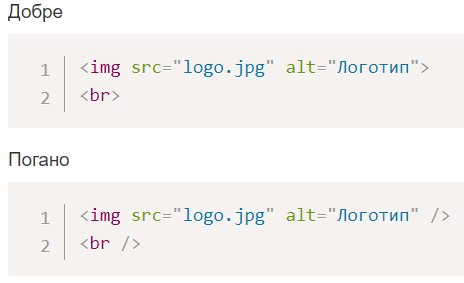 Добре
1 <img src="logo.jpg" alt="Логотип">
2 <br>
Погано
1 <img src="logo.jpg" alt="Логотип" />
2 <br />